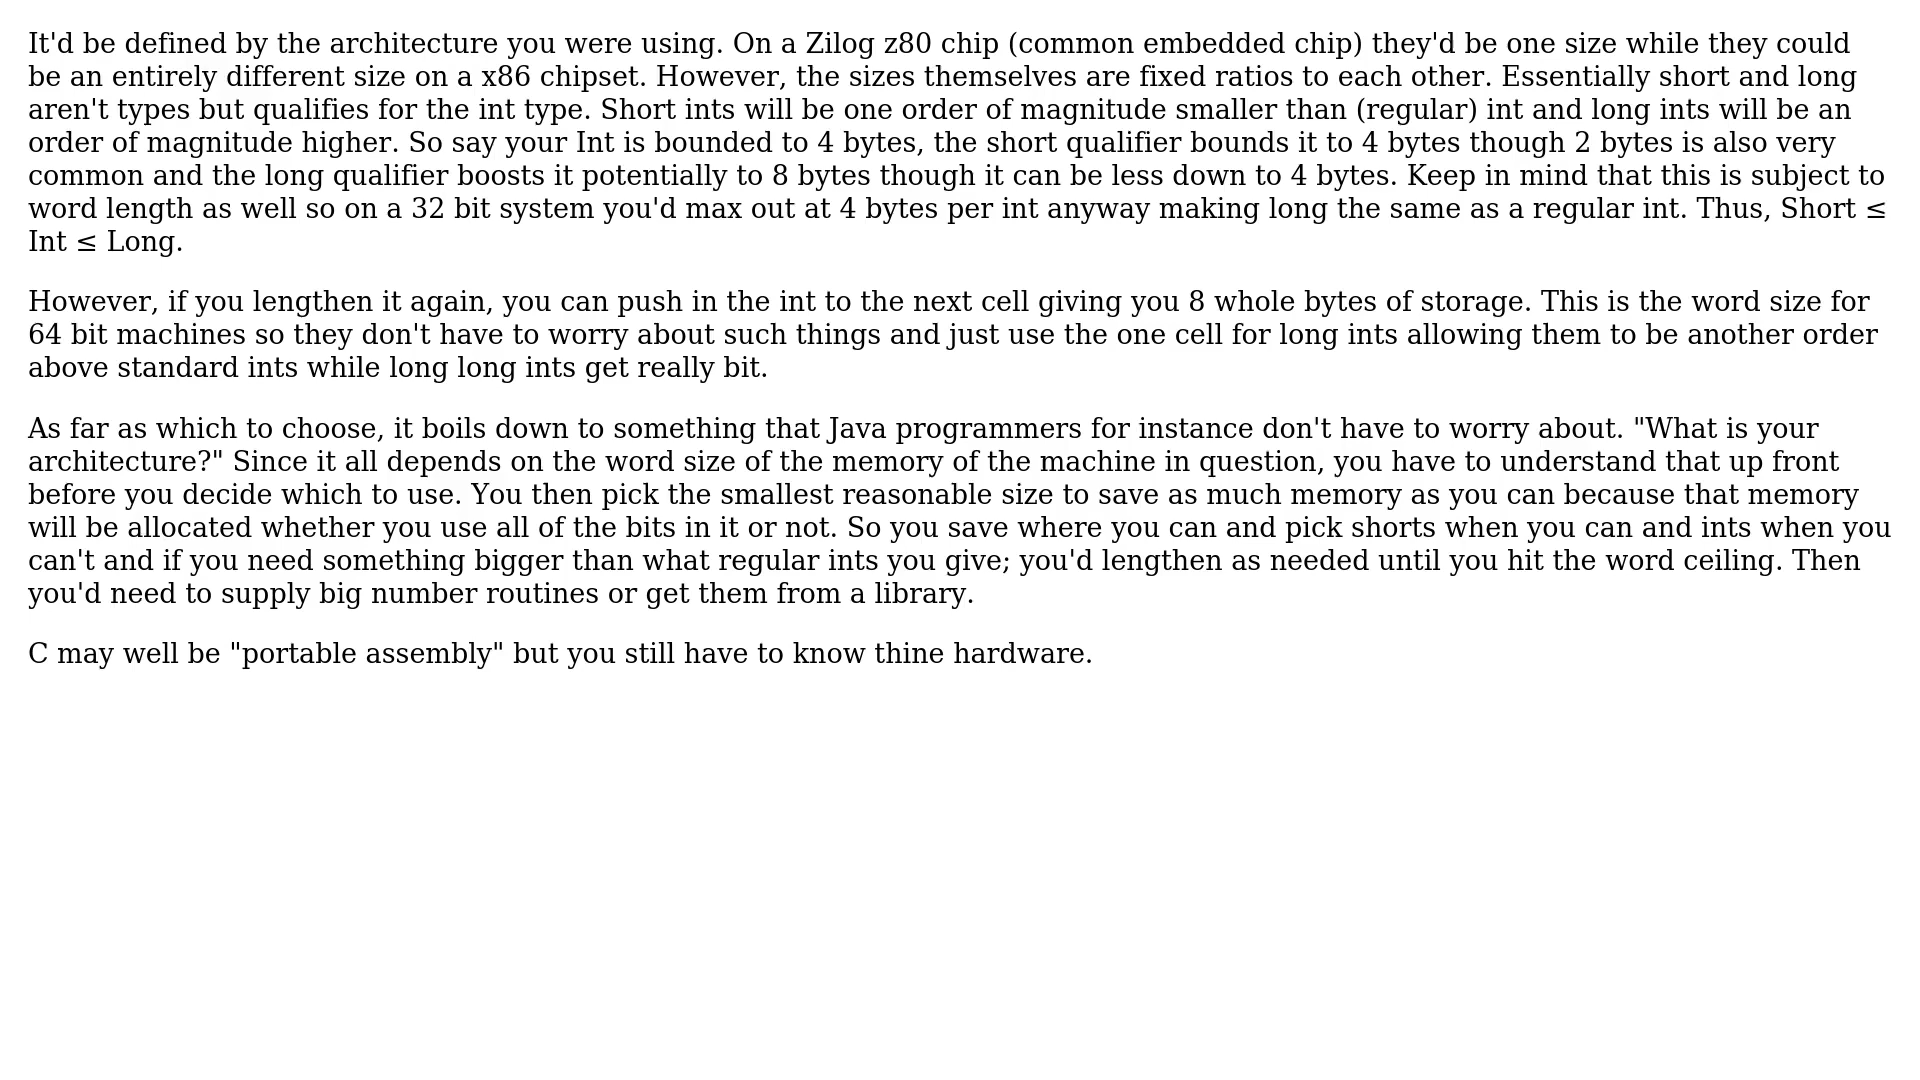 It'd be defined by the architecture you were using. On a Zilog z80 chip (common embedded chip) they'd be one size while they could
be an entirely different size on a x86 chipset. However, the sizes themselves are fixed ratios to each other. Essentially short and long
aren't types but qualifies for the int type. Short ints will be one order of magnitude smaller than (regular) int and long ints will be an
order of magnitude higher. So say your Int is bounded to 4 bytes, the short qualifier bounds it to 4 bytes though 2 bytes is also very
common and the long qualifier boosts it potentially to 8 bytes though it can be less down to 4 bytes. Keep in mind that this is subject to
word length as well so on a 32 bit system you'd max out at 4 bytes per int anyway making long the same as a regular int. Thus, Short ≤
Int ≤ Long.
However, if you lengthen it again, you can push in the int to the next cell giving you 8 whole bytes of storage. This is the word size for
64 bit machines so they don't have to worry about such things and just use the one cell for long ints allowing them to be another order
above standard ints while long long ints get really bit.
As far as which to choose, it boils down to something that Java programmers for instance don't have to worry about. "What is your
architecture?" Since it all depends on the word size of the memory of the machine in question, you have to understand that up front
before you decide which to use. You then pick the smallest reasonable size to save as much memory as you can because that memory
will be allocated whether you use all of the bits in it or not. So you save where you can and pick shorts when you can and ints when you
can't and if you need something bigger than what regular ints you give; you'd lengthen as needed until you hit the word ceiling. Then
you'd need to supply big number routines or get them from a library.
C may well be "portable assembly" but you still have to know thine hardware.